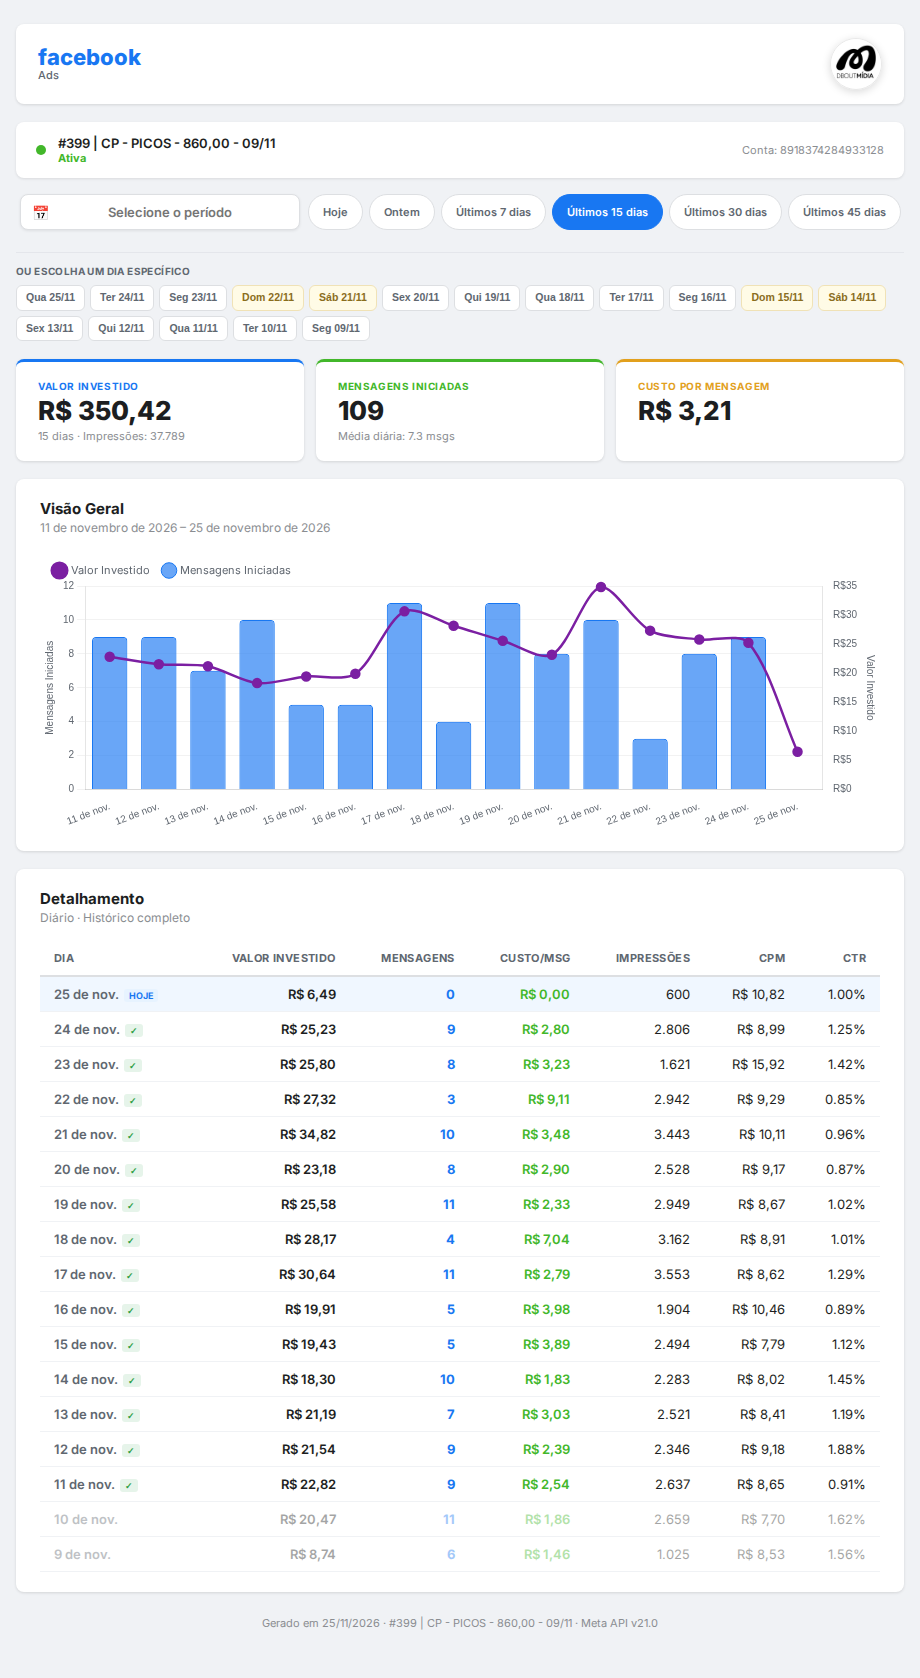 facebook
Ads
DBOUTMÍDIA
#399 | CP - PICOS - 860,00 - 09/11
Ativa
Conta: 8918374284933128
📅 Selecione o período Hoje Ontem Últimos 7 dias Últimos 15 dias Últimos 30 dias Últimos 45 dias
OU ESCOLHA UM DIA ESPECÍFICO
Qua 25/11 Ter 24/11 Seg 23/11 Dom 22/11 Sáb 21/11 Sex 20/11 Qui 19/11 Qua 18/11 Ter 17/11 Seg 16/11 Dom 15/11 Sáb 14/11
Sex 13/11 Qui 12/11 Qua 11/11 Ter 10/11 Seg 09/11
VALOR INVESTIDO
R$ 350,42
15 dias · Impressões: 37.789
MENSAGENS INICIADAS
109
Média diária: 7.3 msgs
CUSTO POR MENSAGEM
R$ 3,21
Visão Geral
11 de novembro de 2026 – 25 de novembro de 2026
Valor Investido Mensagens Iniciadas
Mensagens Iniciadas
12
10
8
6
4
2
0
R$35
R$30
R$25
R$20
R$15
R$10
R$5
R$0
Valor Investido
11 de nov. 12 de nov. 13 de nov. 14 de nov. 15 de nov. 16 de nov. 17 de nov. 18 de nov. 19 de nov. 20 de nov. 21 de nov. 22 de nov. 23 de nov. 24 de nov. 25 de nov.
Detalhamento
Diário · Histórico completo
DIA VALOR INVESTIDO MENSAGENS CUSTO/MSG IMPRESSÕES CPM CTR
25 de nov. HOJE R$ 6,49 0 R$ 0,00 600 R$ 10,82 1.00%
24 de nov. ✓ R$ 25,23 9 R$ 2,80 2.806 R$ 8,99 1.25%
23 de nov. ✓ R$ 25,80 8 R$ 3,23 1.621 R$ 15,92 1.42%
22 de nov. ✓ R$ 27,32 3 R$ 9,11 2.942 R$ 9,29 0.85%
21 de nov. ✓ R$ 34,82 10 R$ 3,48 3.443 R$ 10,11 0.96%
20 de nov. ✓ R$ 23,18 8 R$ 2,90 2.528 R$ 9,17 0.87%
19 de nov. ✓ R$ 25,58 11 R$ 2,33 2.949 R$ 8,67 1.02%
18 de nov. ✓ R$ 28,17 4 R$ 7,04 3.162 R$ 8,91 1.01%
17 de nov. ✓ R$ 30,64 11 R$ 2,79 3.553 R$ 8,62 1.29%
16 de nov. ✓ R$ 19,91 5 R$ 3,98 1.904 R$ 10,46 0.89%
15 de nov. ✓ R$ 19,43 5 R$ 3,89 2.494 R$ 7,79 1.12%
14 de nov. ✓ R$ 18,30 10 R$ 1,83 2.283 R$ 8,02 1.45%
13 de nov. ✓ R$ 21,19 7 R$ 3,03 2.521 R$ 8,41 1.19%
12 de nov. ✓ R$ 21,54 9 R$ 2,39 2.346 R$ 9,18 1.88%
11 de nov. ✓ R$ 22,82 9 R$ 2,54 2.637 R$ 8,65 0.91%
10 de nov. R$ 20,47 11 R$ 1,86 2.659 R$ 7,70 1.62%
9 de nov. R$ 8,74 6 R$ 1,46 1.025 R$ 8,53 1.56%
Gerado em 25/11/2026 · #399 | CP - PICOS - 860,00 - 09/11 · Meta API v21.0